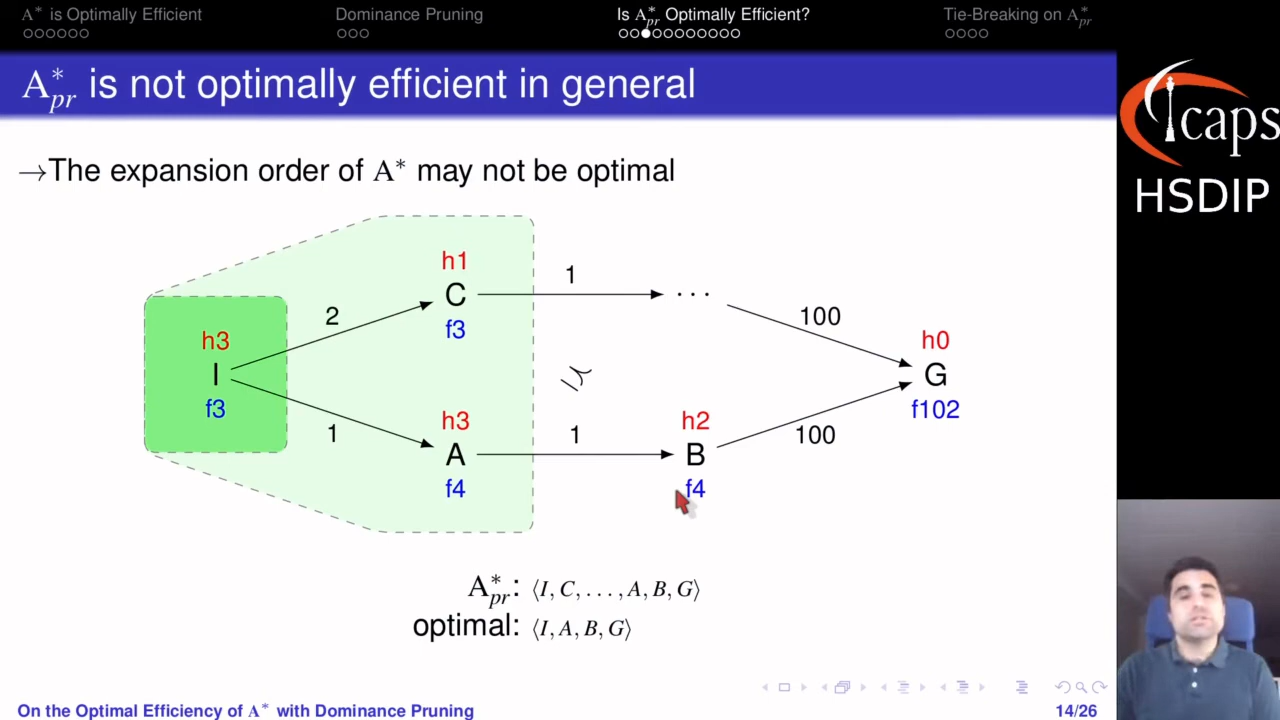 A* is Optimally Efficient
Dominance Pruning
Is A*pr Optimally Efficient?
Tie-Breaking on A*pr
A*pr is not optimally efficient in general
→The expansion order of A* may not be optimal
h1
C
f3
1
...
2
100
h3
I
f3
h0
G
f102
1
h3
A
f4
1
h2
B
f4
100
A*pr: ⟨I, C, . . . , A, B, G⟩
optimal: ⟨I, A, B, G⟩
On the Optimal Efficiency of A* with Dominance Pruning
14/26
icaps
HSDIP